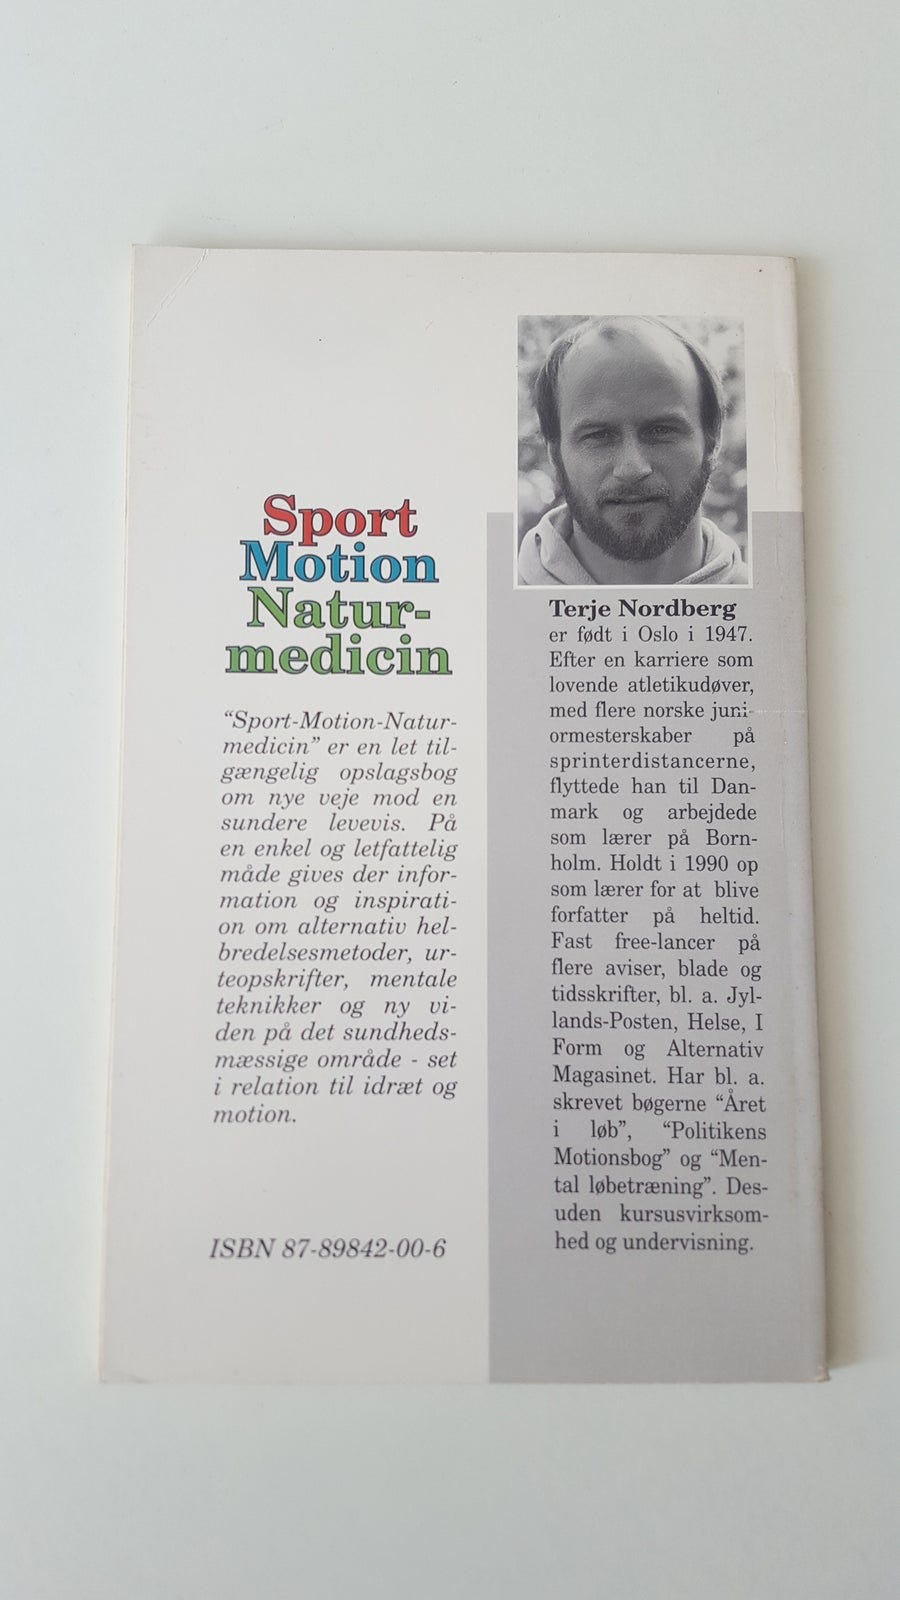 Sport
Motion
Natur-
medicin
“Sport-Motion-Natur-
medicin” er en let til-
gængelig opslagsbog
om nye veje mod en
sundere levevis. På
en enkel og letfattelig
måde gives der infor-
mation og inspirati-
on om alternativ hel-
bredelsesmetoder, ur-
teopskrifter, mentale
teknikker og ny vi-
den på det sundheds-
mæssige område - set
i relation til idræt og
motion.
ISBN 87-89842-00-6
Terje Nordberg
er født i Oslo i 1947.
Efter en karriere som
lovende atletikudøver,
med flere norske juni-
ormesterskaber på
sprinterdistancerne,
flyttede han til Dan-
mark og arbejdede
som lærer på Born-
holm. Holdt i 1990 op
som lærer for at blive
forfatter på heltid.
Fast free-lancer på
flere aviser, blade og
tidsskrifter, bl. a. Jyl-
lands-Posten, Helse, I
Form og Alternativ
Magasinet. Har bl. a.
skrevet bøgerne “Året
i løb”, “Politikens
Motionsbog” og “Men-
tal løbetræning”. Des-
uden kursusvirksom-
hed og undervisning.